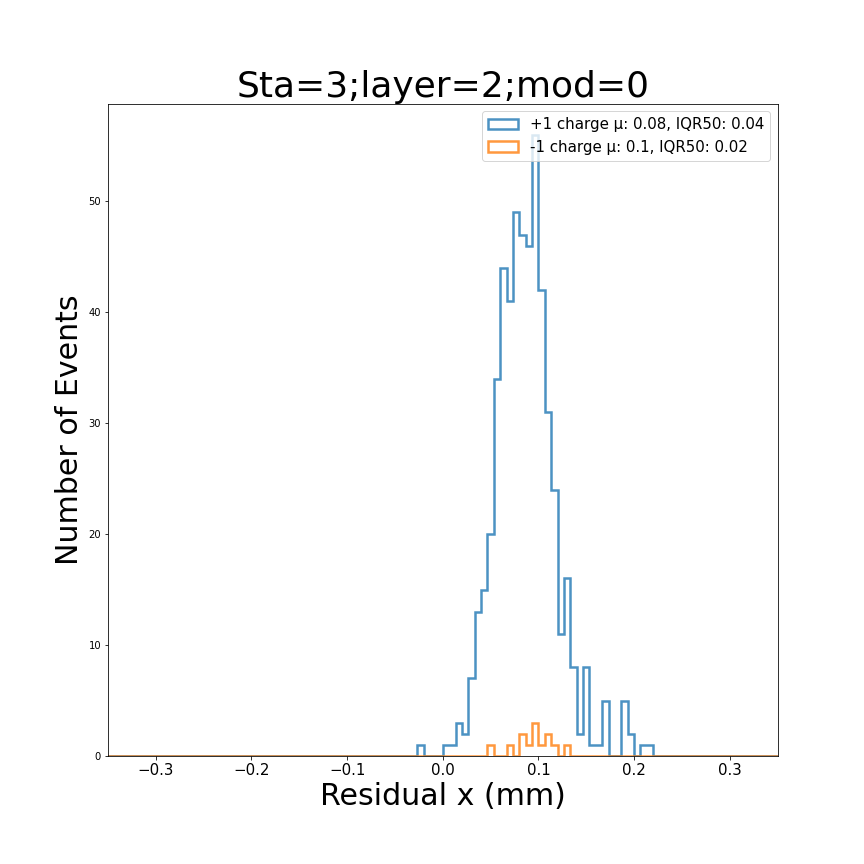 Sta=3;layer=2;mod=0
+1 charge μ: 0.08, IQR50: 0.04
-1 charge μ: 0.1, IQR50: 0.02
Number of Events
50
40
30
20
10
0
−0.3 −0.2 −0.1 0.0 0.1 0.2 0.3
Residual x (mm)